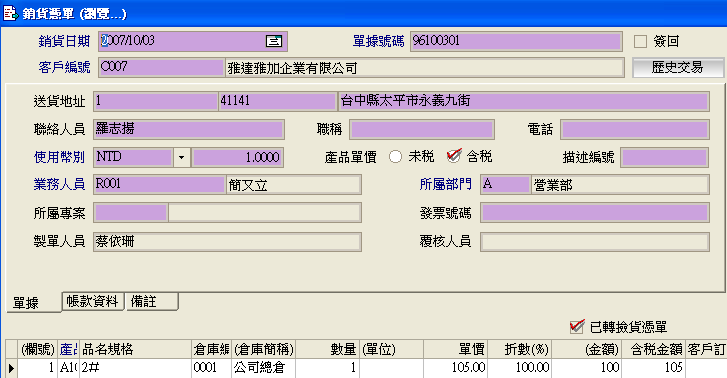 銷貨憑單 (瀏覽...)
銷貨日期 2007/10/03 單據號碼 96100301 簽回
客戶編號 C007 雅達雅加企業有限公司 歷史交易
送貨地址 1 41141 台中縣太平市永義九街
聯絡人員 羅志揚 職稱 電話
使用幣別 NTD 1.0000 產品單價 未稅 含稅 描述編號
業務人員 R001 簡又立 所屬部門 A 營業部
所屬專案 發票號碼
製單人員 蔡依珊 覆核人員
單據 帳款資料 備註
已轉撿貨憑單
(欄號) 產品 品名規格 倉庫編 (倉庫簡稱) 數量 (單位) 單價 折數(%) (金額) 含稅金額 客戶訂
1 A10 2# 0001 公司總倉 1 105.00 100.00 100 105